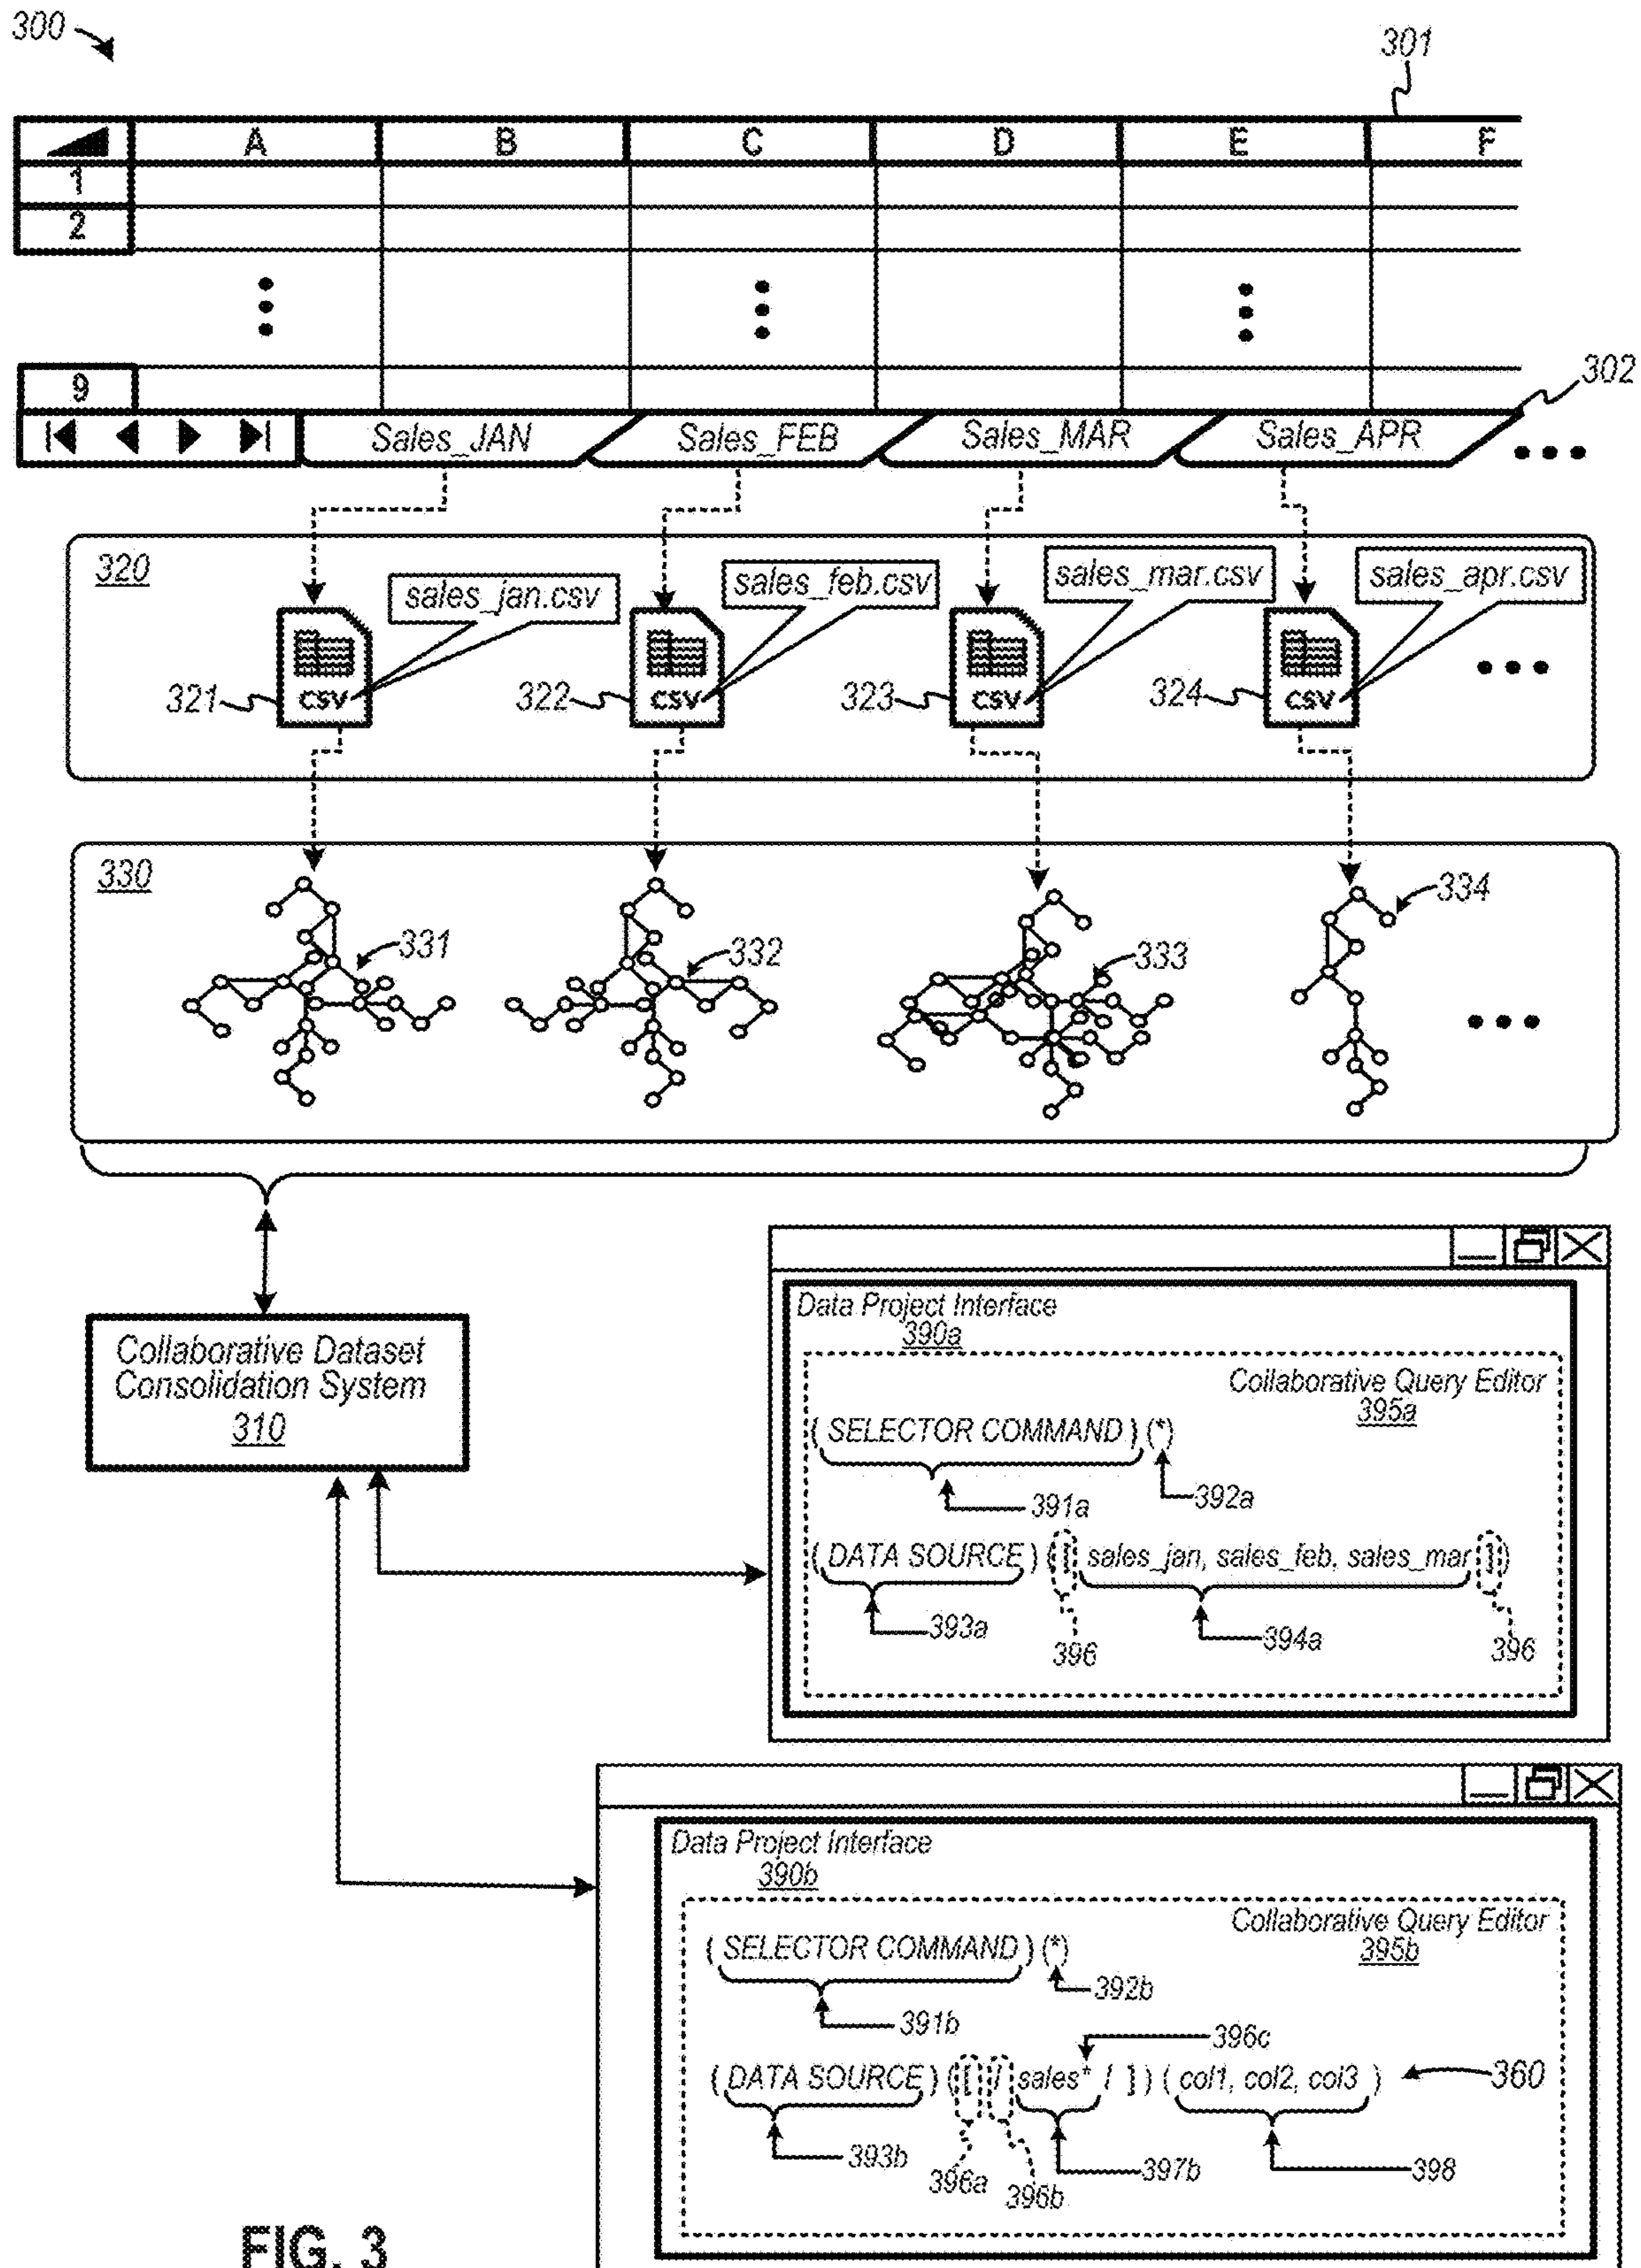 300
301
A B C D E F
1
2
9
302
Sales_JAN Sales_FEB Sales_MAR Sales_APR
320
sales_jan.csv sales_feb.csv sales_mar.csv sales_apr.csv
321 CSV 322 CSV 323 CSV 324 CSV
330
331 332 333 334
Collaborative Dataset
Consolidation System
310
Data Project Interface
390a
Collaborative Query Editor
395a
( SELECTOR COMMAND ) (*)
391a 392a
( DATA SOURCE ) ( [ sales_jan, sales_feb, sales_mar ] )
393a 396 394a 396
Data Project Interface
390b
Collaborative Query Editor
395b
( SELECTOR COMMAND ) (*)
392b
391b
396c
( DATA SOURCE ) ( [ / sales* / ] ) ( col1, col2, col3 ) 360
393b 396a 396b 397b 398
FIG. 3